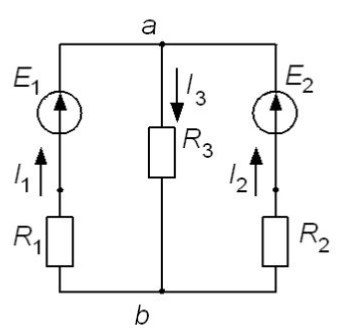 a
E₁
I₃
E₂
R₃
I₁
I₂
R₁
R₂
b